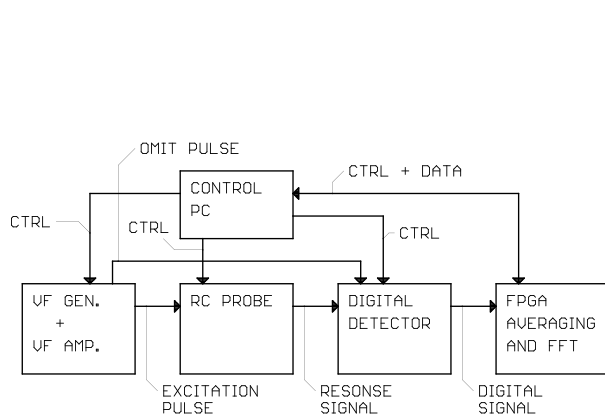 OMIT PULSE
CTRL + DATA
CONTROL
PC
CTRL
CTRL
CTRL
VF GEN.
+
VF AMP.
RC PROBE
DIGITAL
DETECTOR
FPGA
AVERAGING
AND FFT
EXCITATION
PULSE
RESONSE
SIGNAL
DIGITAL
SIGNAL